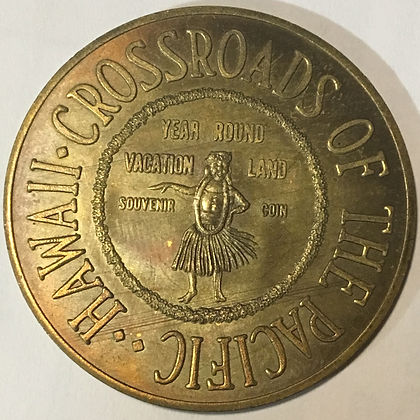 HAWAII · CROSSROADS OF THE PACIFIC ··
YEAR ROUND
VACATION LAND
SOUVENIR COIN